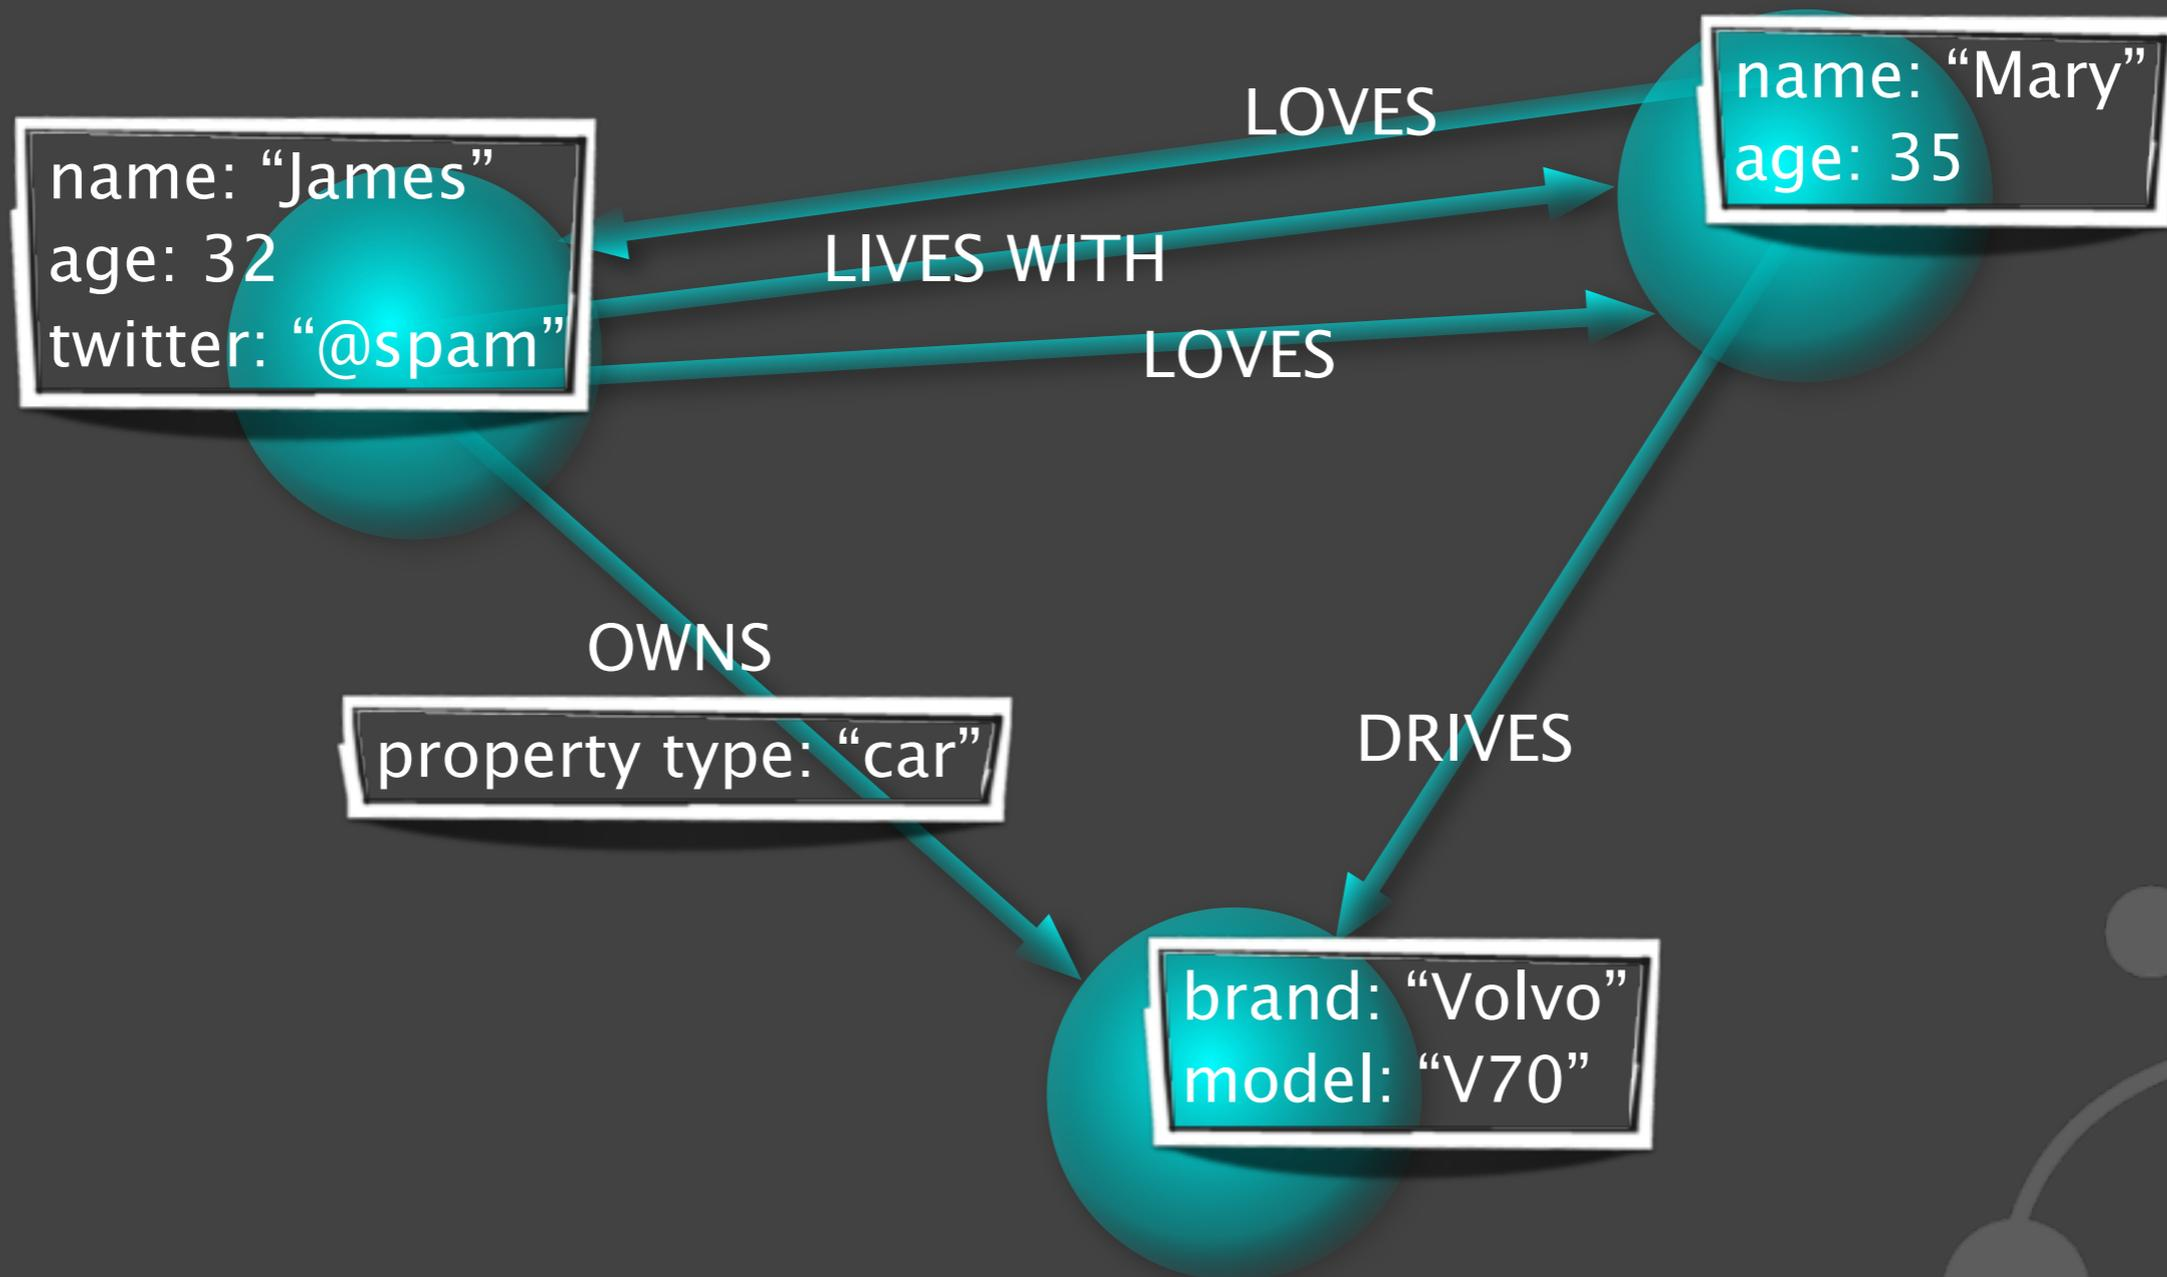 name: “Mary”
age: 35
LOVES
name: “James”
age: 32
twitter: “@spam”
LIVES WITH
LOVES
OWNS
property type: “car”
DRIVES
brand: “Volvo”
model: “V70”